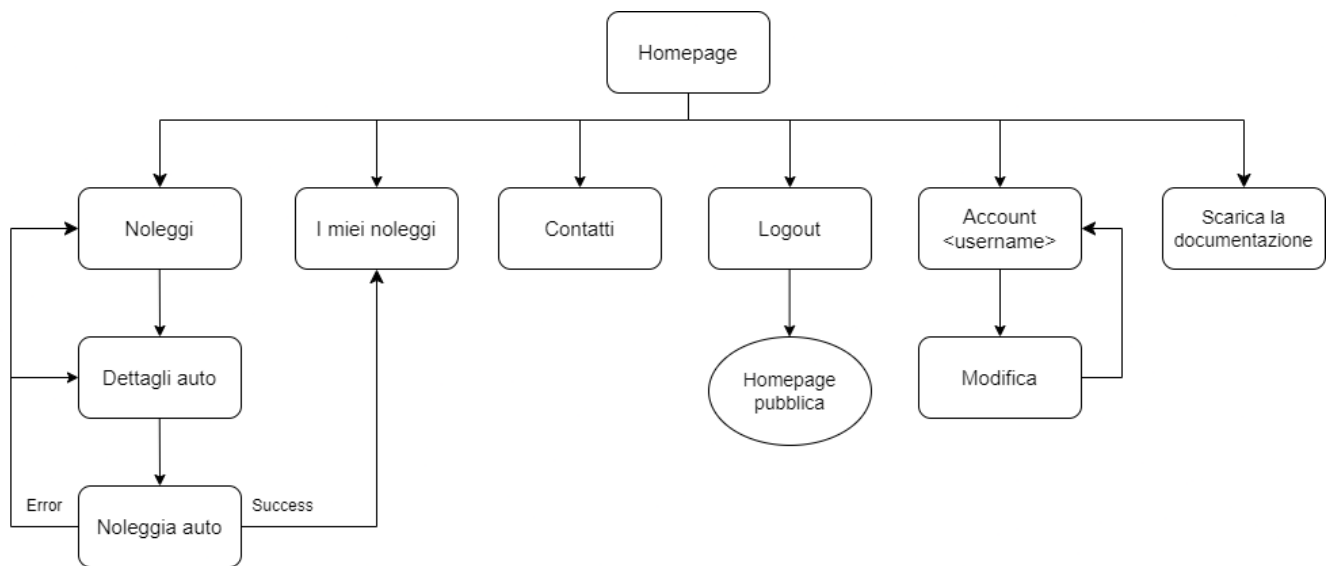 Homepage
Noleggi
I miei noleggi
Contatti
Logout
Account
<username>
Scarica la
documentazione
Dettagli auto
Homepage
pubblica
Modifica
Error
Noleggia auto
Success